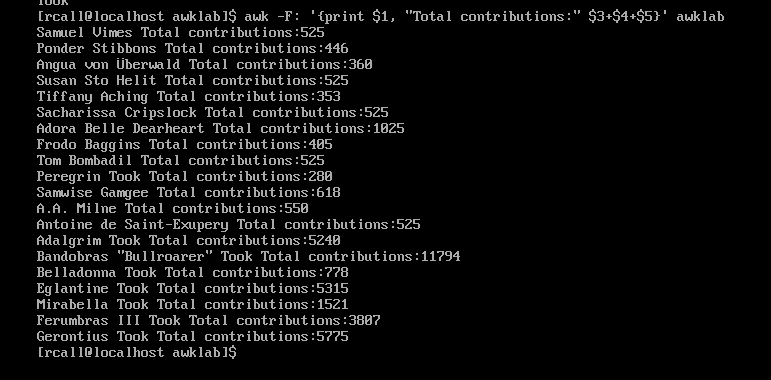 Took
[rcall@localhost awklab]$ awk -F: '{print $1, "Total contributions:" $3+$4+$5}' awklab
Samuel Vimes Total contributions:525
Ponder Stibbons Total contributions:446
Angua von Überwald Total contributions:360
Susan Sto Helit Total contributions:525
Tiffany Aching Total contributions:353
Sacharissa Cripslock Total contributions:525
Adora Belle Dearheart Total contributions:1025
Frodo Baggins Total contributions:405
Tom Bombadil Total contributions:525
Peregrin Took Total contributions:280
Samwise Gamgee Total contributions:618
A.A. Milne Total contributions:550
Antoine de Saint-Exupery Total contributions:525
Adalgrim Took Total contributions:5240
Bandobras "Bullroarer" Took Total contributions:11794
Belladonna Took Total contributions:778
Eglantine Took Total contributions:5315
Mirabella Took Total contributions:1521
Ferumbras III Took Total contributions:3807
Gerontius Took Total contributions:5775
[rcall@localhost awklab]$